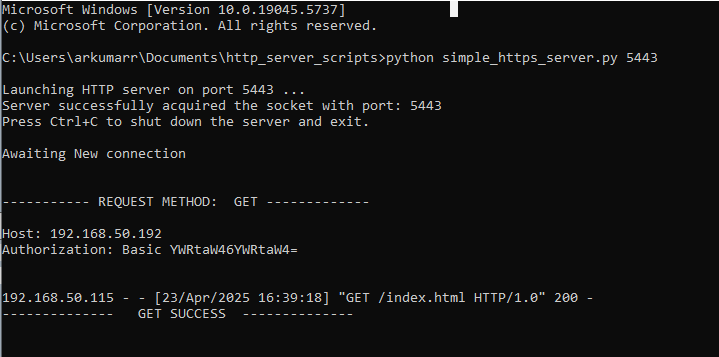 Microsoft Windows [Version 10.0.19045.5737]
(c) Microsoft Corporation. All rights reserved.
C:\Users\arkumarr\Documents\http_server_scripts>python simple_https_server.py 5443
Launching HTTP server on port 5443 ...
Server successfully acquired the socket with port: 5443
Press Ctrl+C to shut down the server and exit.
Awaiting New connection
----------- REQUEST METHOD:  GET -------------
Host: 192.168.50.192
Authorization: Basic YWRtaW46YWRtaW4=
192.168.50.115 - - [23/Apr/2025 16:39:18] "GET /index.html HTTP/1.0" 200 -
--------------   GET SUCCESS  --------------